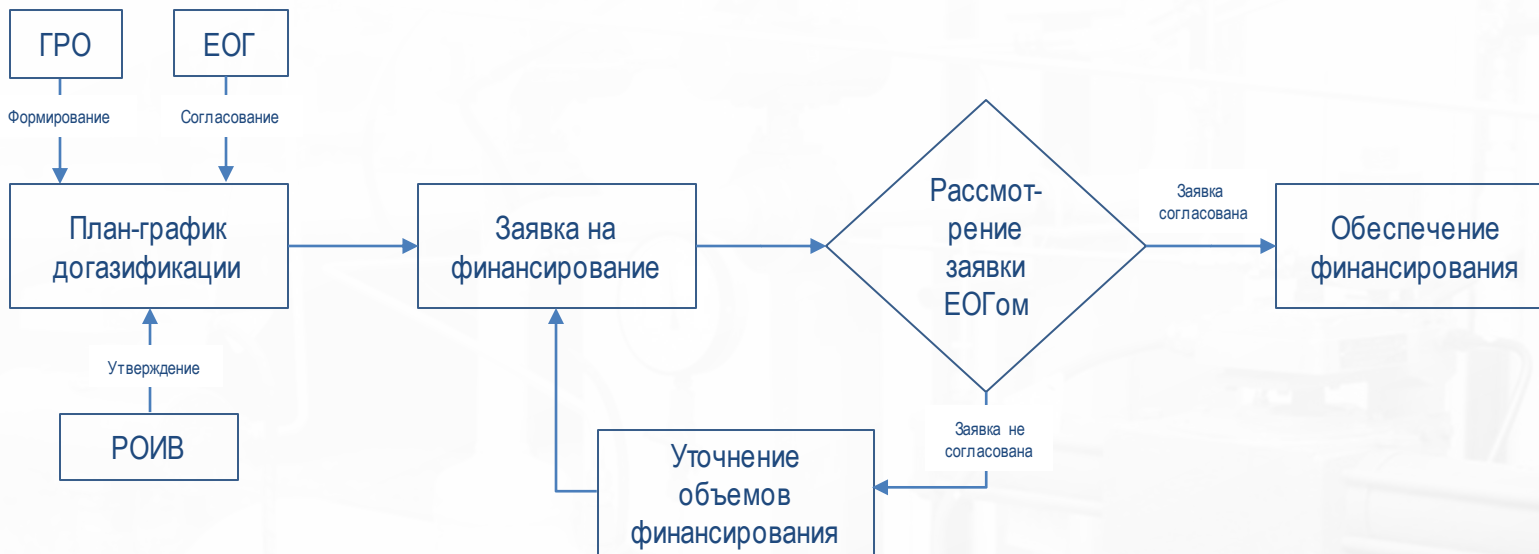 ГРО
ЕОГ
Формирование
Согласование
План-график
догазификации
Утверждение
РОИВ
Заявка на
финансирование
Рассмот-
рение
заявки
ЕОГом
Заявка
согласована
Обеспечение
финансирования
Заявка не
согласована
Уточнение
объемов
финансирования